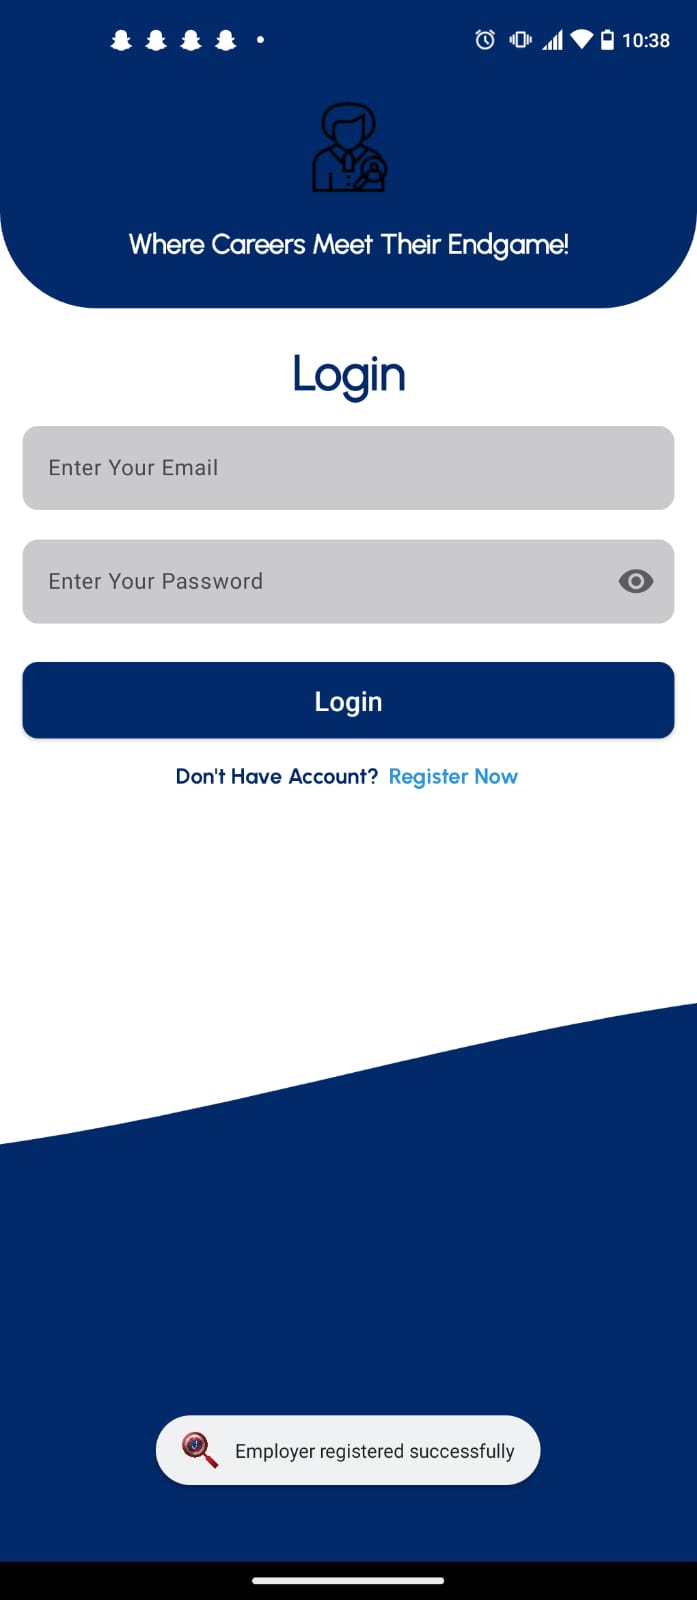 10:38
Where Careers Meet Their Endgame!
Login
Enter Your Email
Enter Your Password
Login
Don't Have Account? Register Now
Employer registered successfully